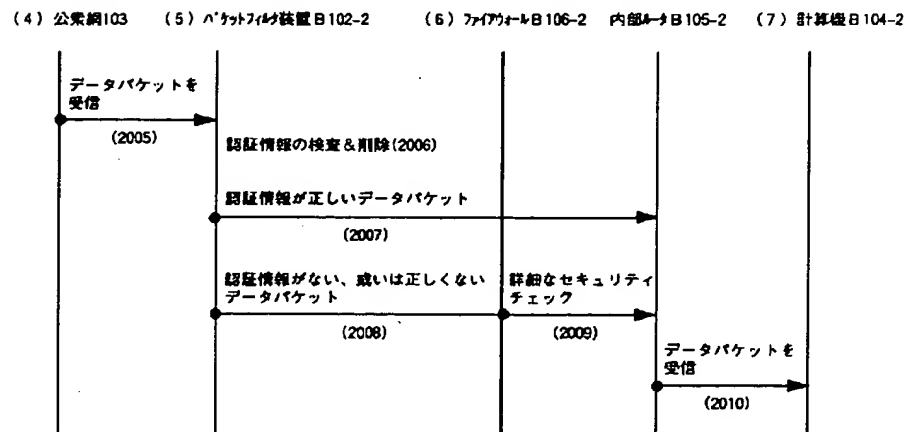 (4) 公衆網103 (5) パケットフィルタ装置B102-2 (6) ファイアウォールB106-2 内部ルータB105-2 (7) 計算機B104-2
データパケットを
受信
(2005)
認証情報の検査&削除(2006)
認証情報が正しいデータパケット
(2007)
認証情報がない、或いは正しくない
データパケット
(2008)
詳細なセキュリティ
チェック
(2009)
データパケットを
受信
(2010)